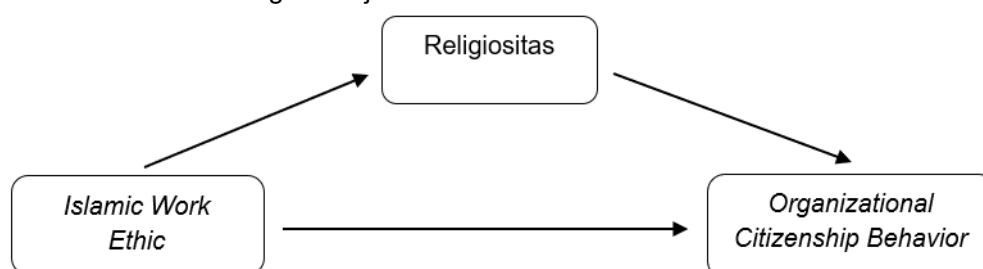 Religiositas
Islamic Work
Ethic
Organizational
Citizenship Behavior